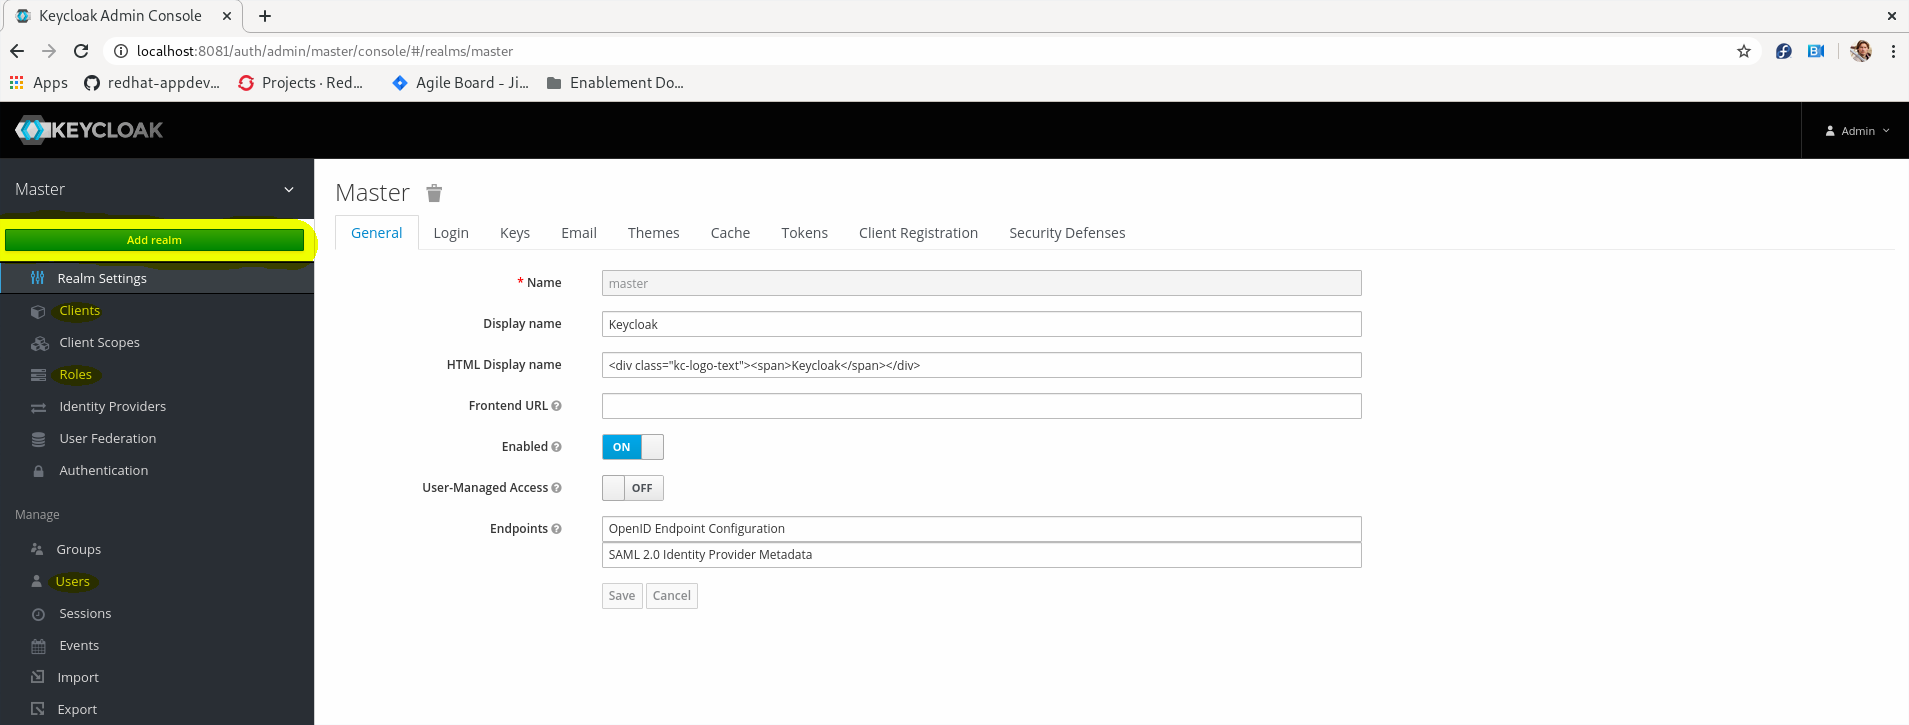 Keycloak Admin Console
localhost:8081/auth/admin/master/console/#/realms/master
Apps redhat-appdev... Projects · Red... Agile Board - Ji... Enablement Do...
KEYCLOAK
Admin
Master
Add realm
Realm Settings
Clients
Client Scopes
Roles
Identity Providers
User Federation
Authentication
Manage
Groups
Users
Sessions
Events
Import
Export
Master
General Login Keys Email Themes Cache Tokens Client Registration Security Defenses
* Name master
Display name Keycloak
HTML Display name <div class="kc-logo-text"><span>Keycloak</span></div>
Frontend URL
Enabled ON
User-Managed Access OFF
Endpoints OpenID Endpoint Configuration
SAML 2.0 Identity Provider Metadata
Save Cancel